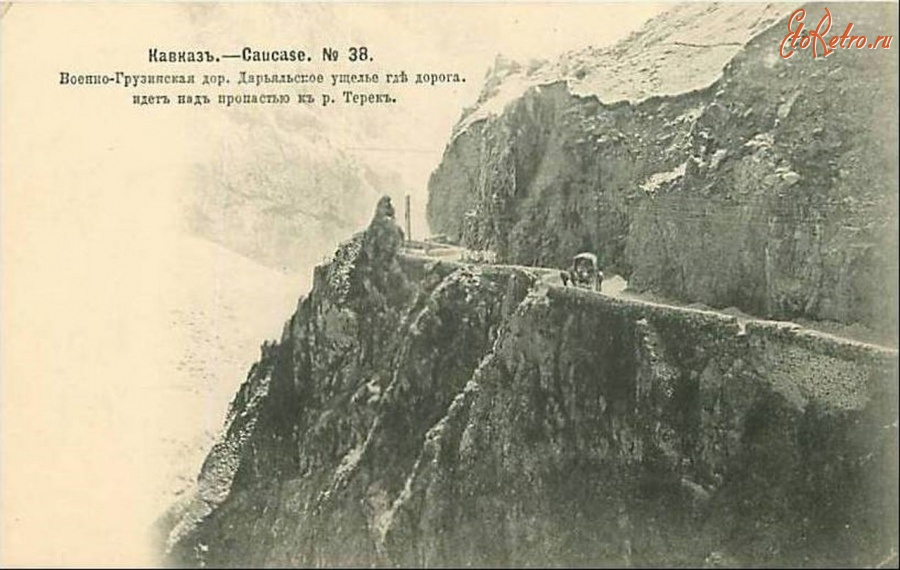 Кавказъ.—Caucase. № 38.
Военно-Грузинская дор. Дарьяльское ущелье гдѣ дорога.
идетъ надъ пропастью къ р. Терекъ.
EtoRetro.ru